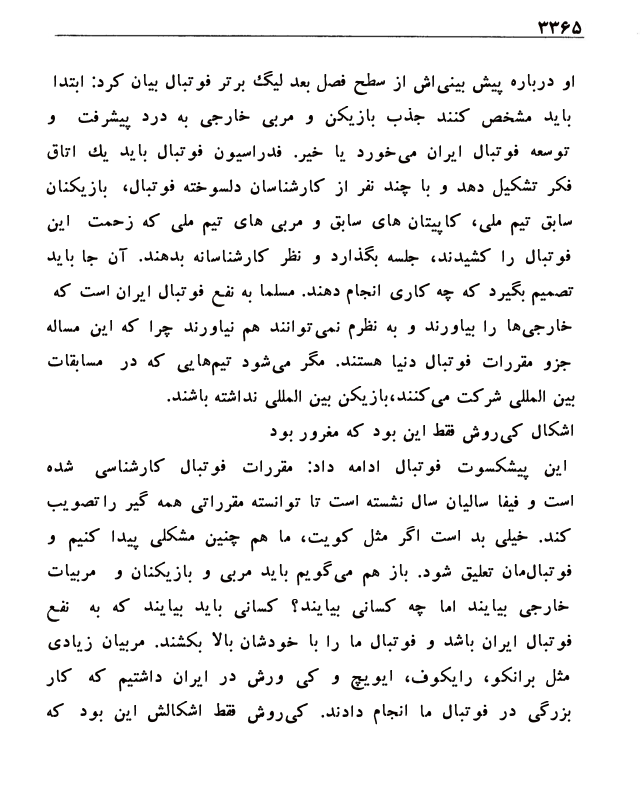 ۳۳۶۵
او درباره پیش بینی‌اش از سطح فصل بعد لیگ برتر فوتبال بیان کرد: ابتدا
باید مشخص کنند جذب بازیکن و مربی خارجی به درد پیشرفت و
توسعه فوتبال ایران می‌خورد یا خیر. فدراسیون فوتبال باید یك اتاق
فکر تشکیل دهد و با چند نفر از کارشناسان دلسوخته فوتبال، بازیکنان
سابق تیم ملی، کاپیتان های سابق و مربی های تیم ملی که زحمت این
فوتبال را کشیدند، جلسه بگذارد و نظر کارشناسانه بدهند. آن جا باید
تصمیم بگیرد که چه کاری انجام دهند. مسلما به نفع فوتبال ایران است که
خارجی‌ها را بیاورند و به نظرم نمی‌توانند هم نیاورند چرا که این مساله
جزو مقررات فوتبال دنیا هستند. مگر می‌شود تیم‌هایی که در مسابقات
بین المللی شرکت می‌کنند،بازیکن بین المللی نداشته باشند.
اشکال کی‌روش فقط این بود که مغرور بود
این پیشکسوت فوتبال ادامه داد: مقررات فوتبال کارشناسی شده
است و فیفا سالیان سال نشسته است تا توانسته مقرراتی همه گیر راتصویب
کند. خیلی بد است اگر مثل کویت، ما هم چنین مشکلی پیدا کنیم و
فوتبال‌مان تعلیق شود. باز هم می‌گویم باید مربی و بازیکنان و مربیات
خارجی بیایند اما چه کسانی بیایند؟ کسانی باید بیایند که به نفع
فوتبال ایران باشد و فوتبال ما را با خودشان بالا بکشند. مربیان زیادی
مثل برانکو، رایکوف، ایویچ و کی ورش در ایران داشتیم که کار
بزرگی در فوتبال ما انجام دادند. کی‌روش فقط اشکالش این بود که